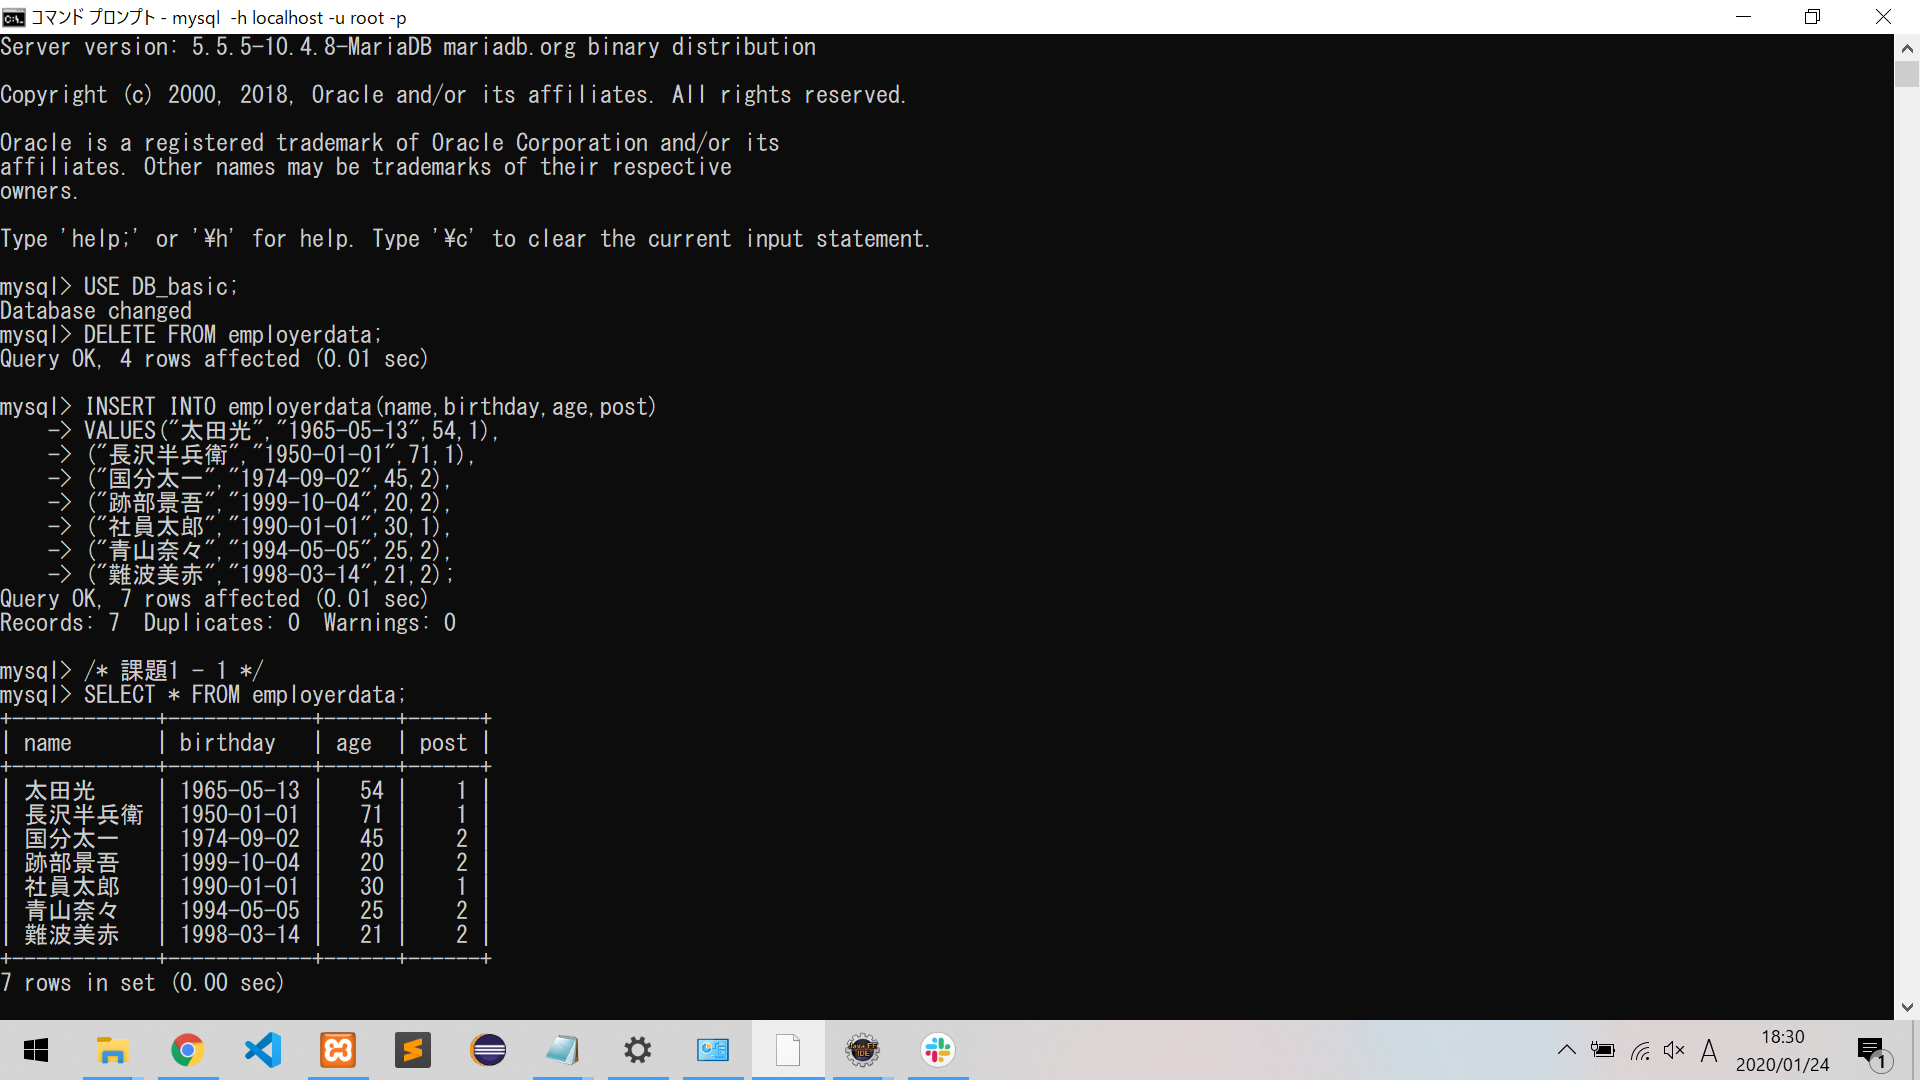 コマンド プロンプト - mysql  -h localhost -u root -p
Server version: 5.5.5-10.4.8-MariaDB mariadb.org binary distribution
Copyright (c) 2000, 2018, Oracle and/or its affiliates. All rights reserved.
Oracle is a registered trademark of Oracle Corporation and/or its
affiliates. Other names may be trademarks of their respective
owners.
Type 'help;' or '¥h' for help. Type '¥c' to clear the current input statement.
mysql> USE DB_basic;
Database changed
mysql> DELETE FROM employerdata;
Query OK, 4 rows affected (0.01 sec)
mysql> INSERT INTO employerdata(name,birthday,age,post)
    -> VALUES("太田光","1965-05-13",54,1),
    -> ("長沢半兵衛","1950-01-01",71,1),
    -> ("国分太一","1974-09-02",45,2),
    -> ("跡部景吾","1999-10-04",20,2),
    -> ("社員太郎","1990-01-01",30,1),
    -> ("青山奈々","1994-05-05",25,2),
    -> ("難波美赤","1998-03-14",21,2);
Query OK, 7 rows affected (0.01 sec)
Records: 7  Duplicates: 0  Warnings: 0
mysql> /* 課題1 - 1 */
mysql> SELECT * FROM employerdata;
+------------+------------+------+------+
| name       | birthday   | age  | post |
+------------+------------+------+------+
| 太田光     | 1965-05-13 |   54 |    1 |
| 長沢半兵衛 | 1950-01-01 |   71 |    1 |
| 国分太一   | 1974-09-02 |   45 |    2 |
| 跡部景吾   | 1999-10-04 |   20 |    2 |
| 社員太郎   | 1990-01-01 |   30 |    1 |
| 青山奈々   | 1994-05-05 |   25 |    2 |
| 難波美赤   | 1998-03-14 |   21 |    2 |
+------------+------------+------+------+
7 rows in set (0.00 sec)
Java EE
IDE
A
18:30
2020/01/24
1